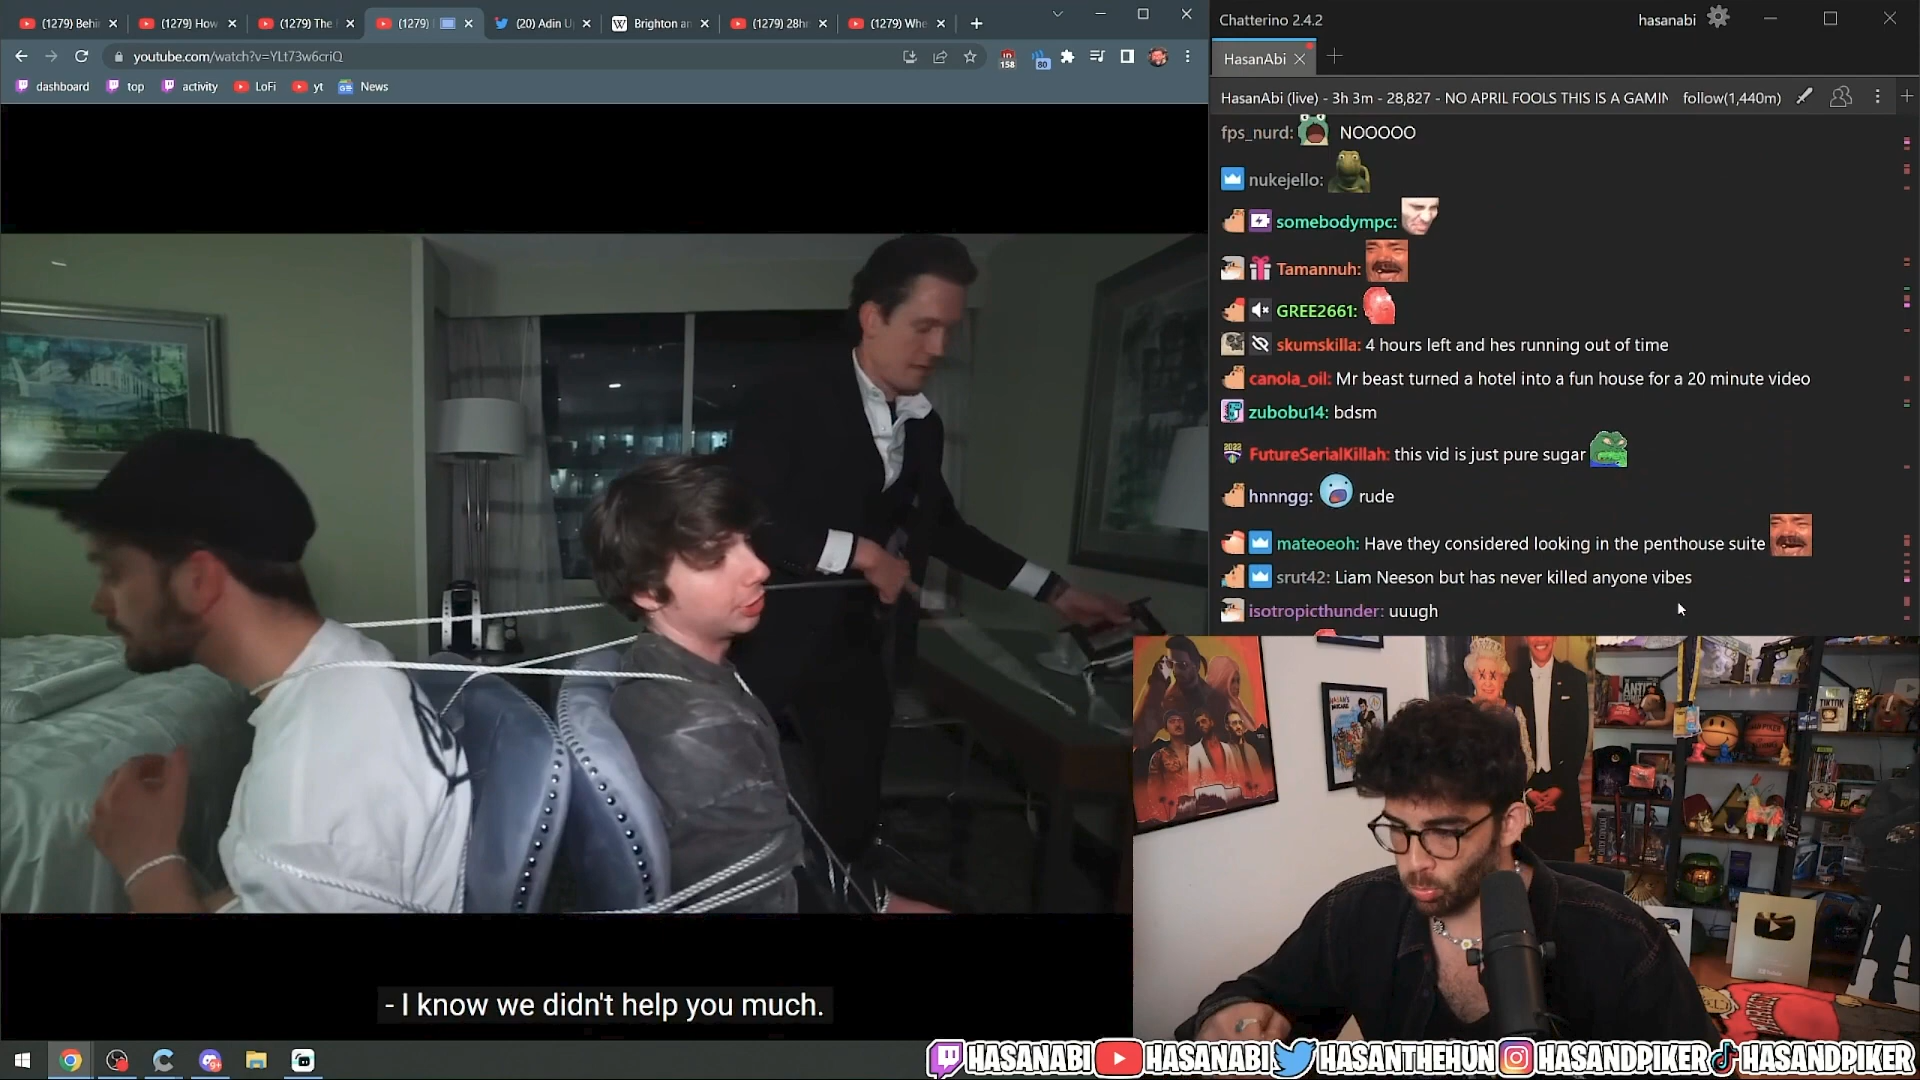 (1279) Behi
(1279) How
(1279) The
(1279)
(20) Adin
Brighton an
(1279) 28hr
(1279) Whe
youtube.com/watch?v=YLt73w6criQ
158
80
dashboard
top
activity
LoFi
yt
News
Chatterino 2.4.2
hasanabi
HasanAbi
HasanAbi (live) - 3h 3m - 28,827 - NO APRIL FOOLS THIS IS A GAMIN
follow(1,440m)
fps_nurd: NOOOOO
nukejello:
somebodympc:
Tamannuh:
GREE2661:
skumskilla: 4 hours left and hes running out of time
canola_oil: Mr beast turned a hotel into a fun house for a 20 minute video
zubobu14: bdsm
2022 FutureSerialKillah: this vid is just pure sugar
hnnngg: rude
mateoeoh: Have they considered looking in the penthouse suite
srut42: Liam Neeson but has never killed anyone vibes
isotropicthunder: uuugh
TIKTOK
- I know we didn't help you much.
HASANABI
HASANABI
HASANTHEHUN
HASANDPIKER
HASANDPIKER